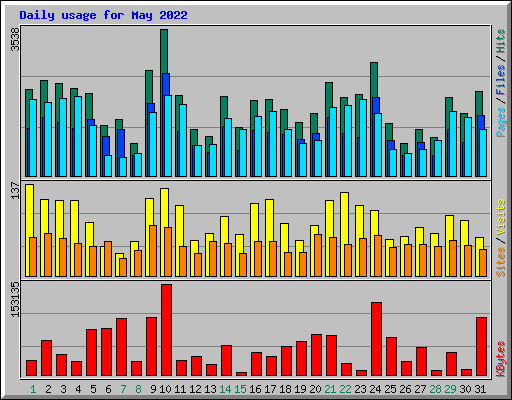 Daily usage for May 2022
3538
Pages/Files/Hits
137
Sites/Visits
153135
KBytes
1 2 3 4 5 6 7 8 9 10 11 12 13 14 15 16 17 18 19 20 21 22 23 24 25 26 27 28 29 30 31